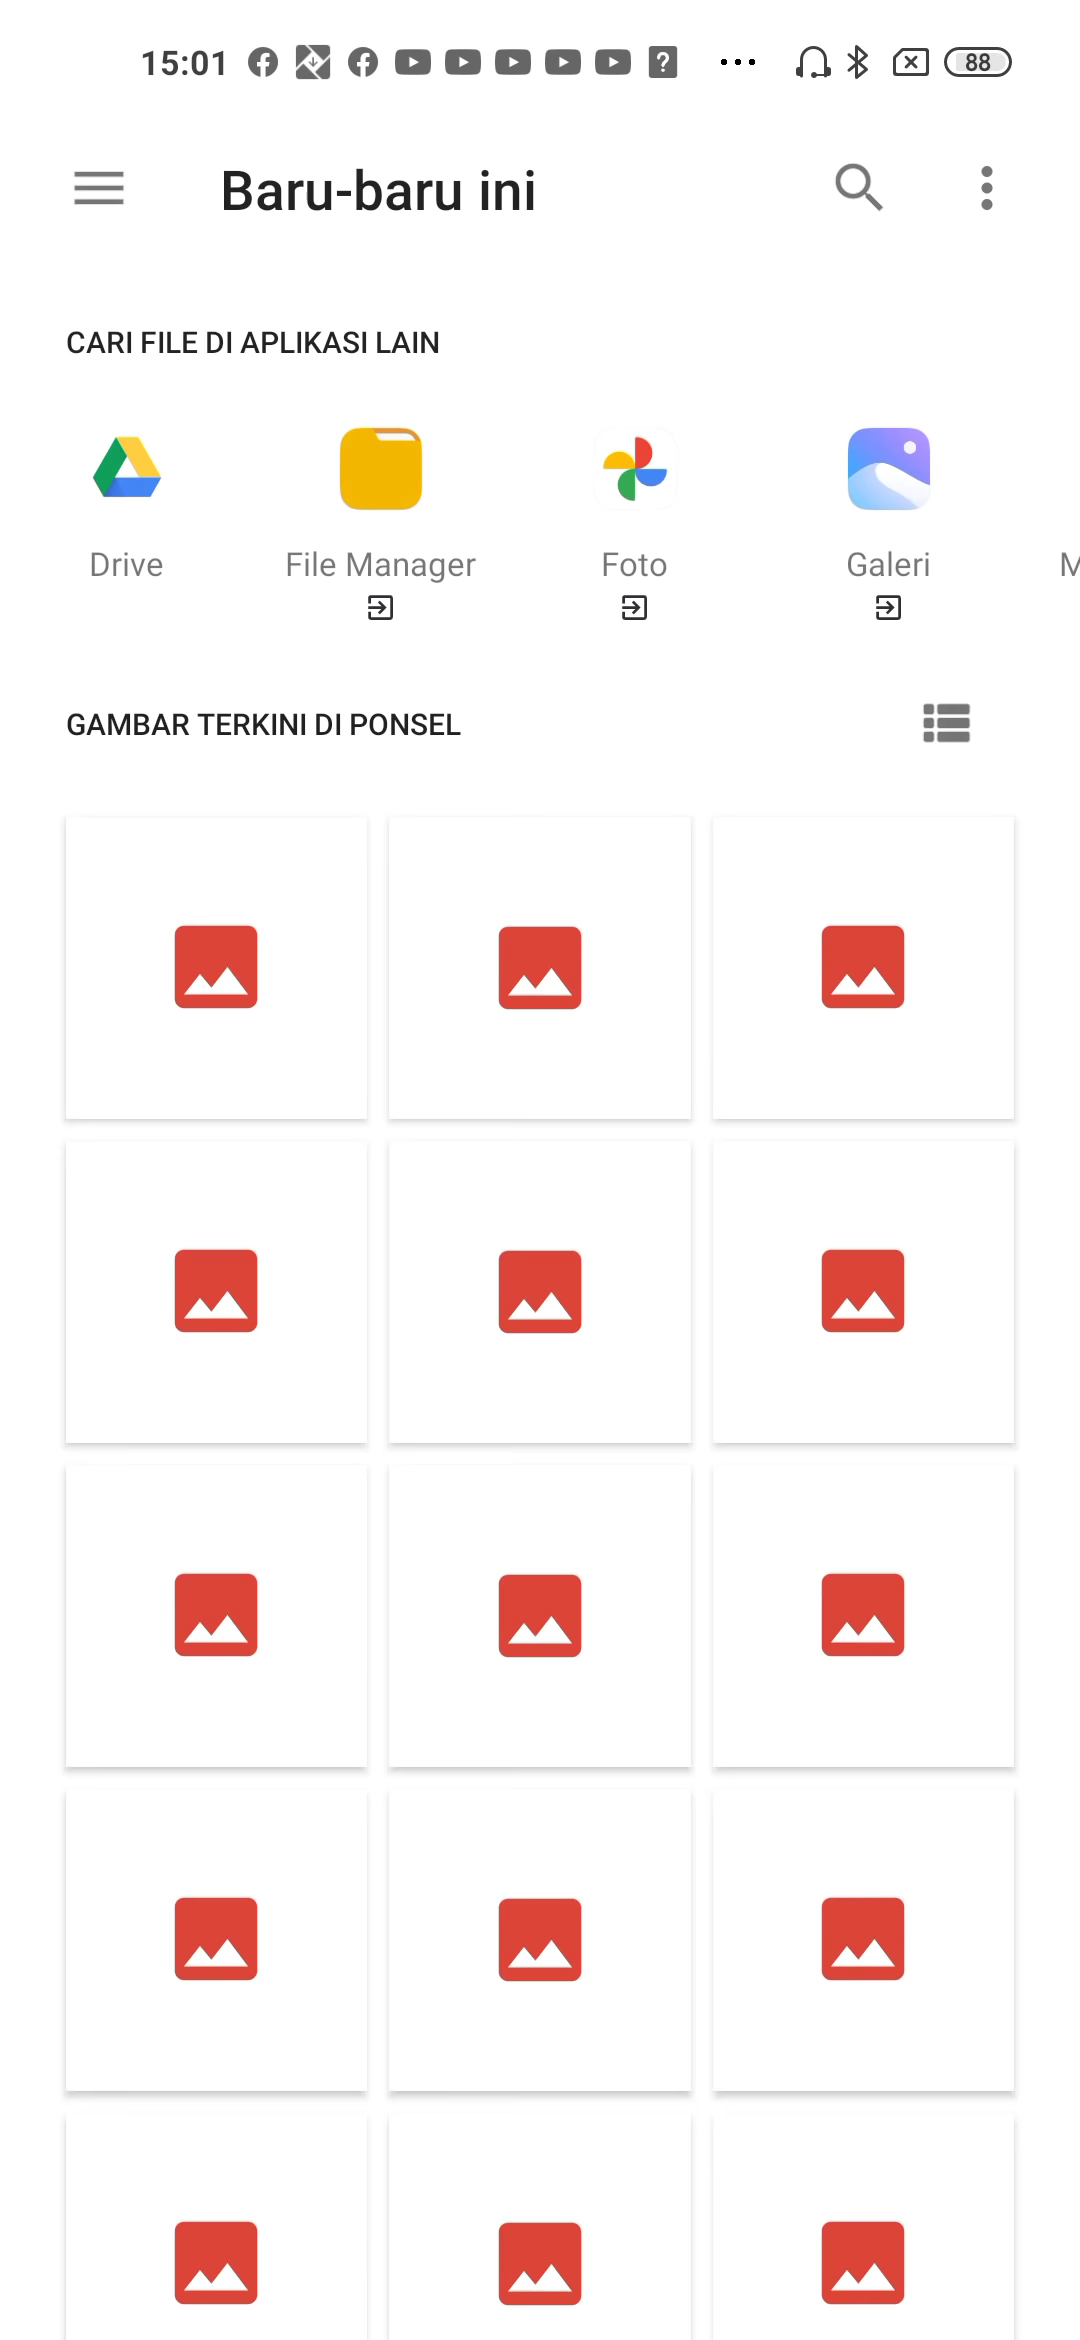 15:01
88
Baru-baru ini
CARI FILE DI APLIKASI LAIN
Drive
File Manager
Foto
Galeri
M
GAMBAR TERKINI DI PONSEL